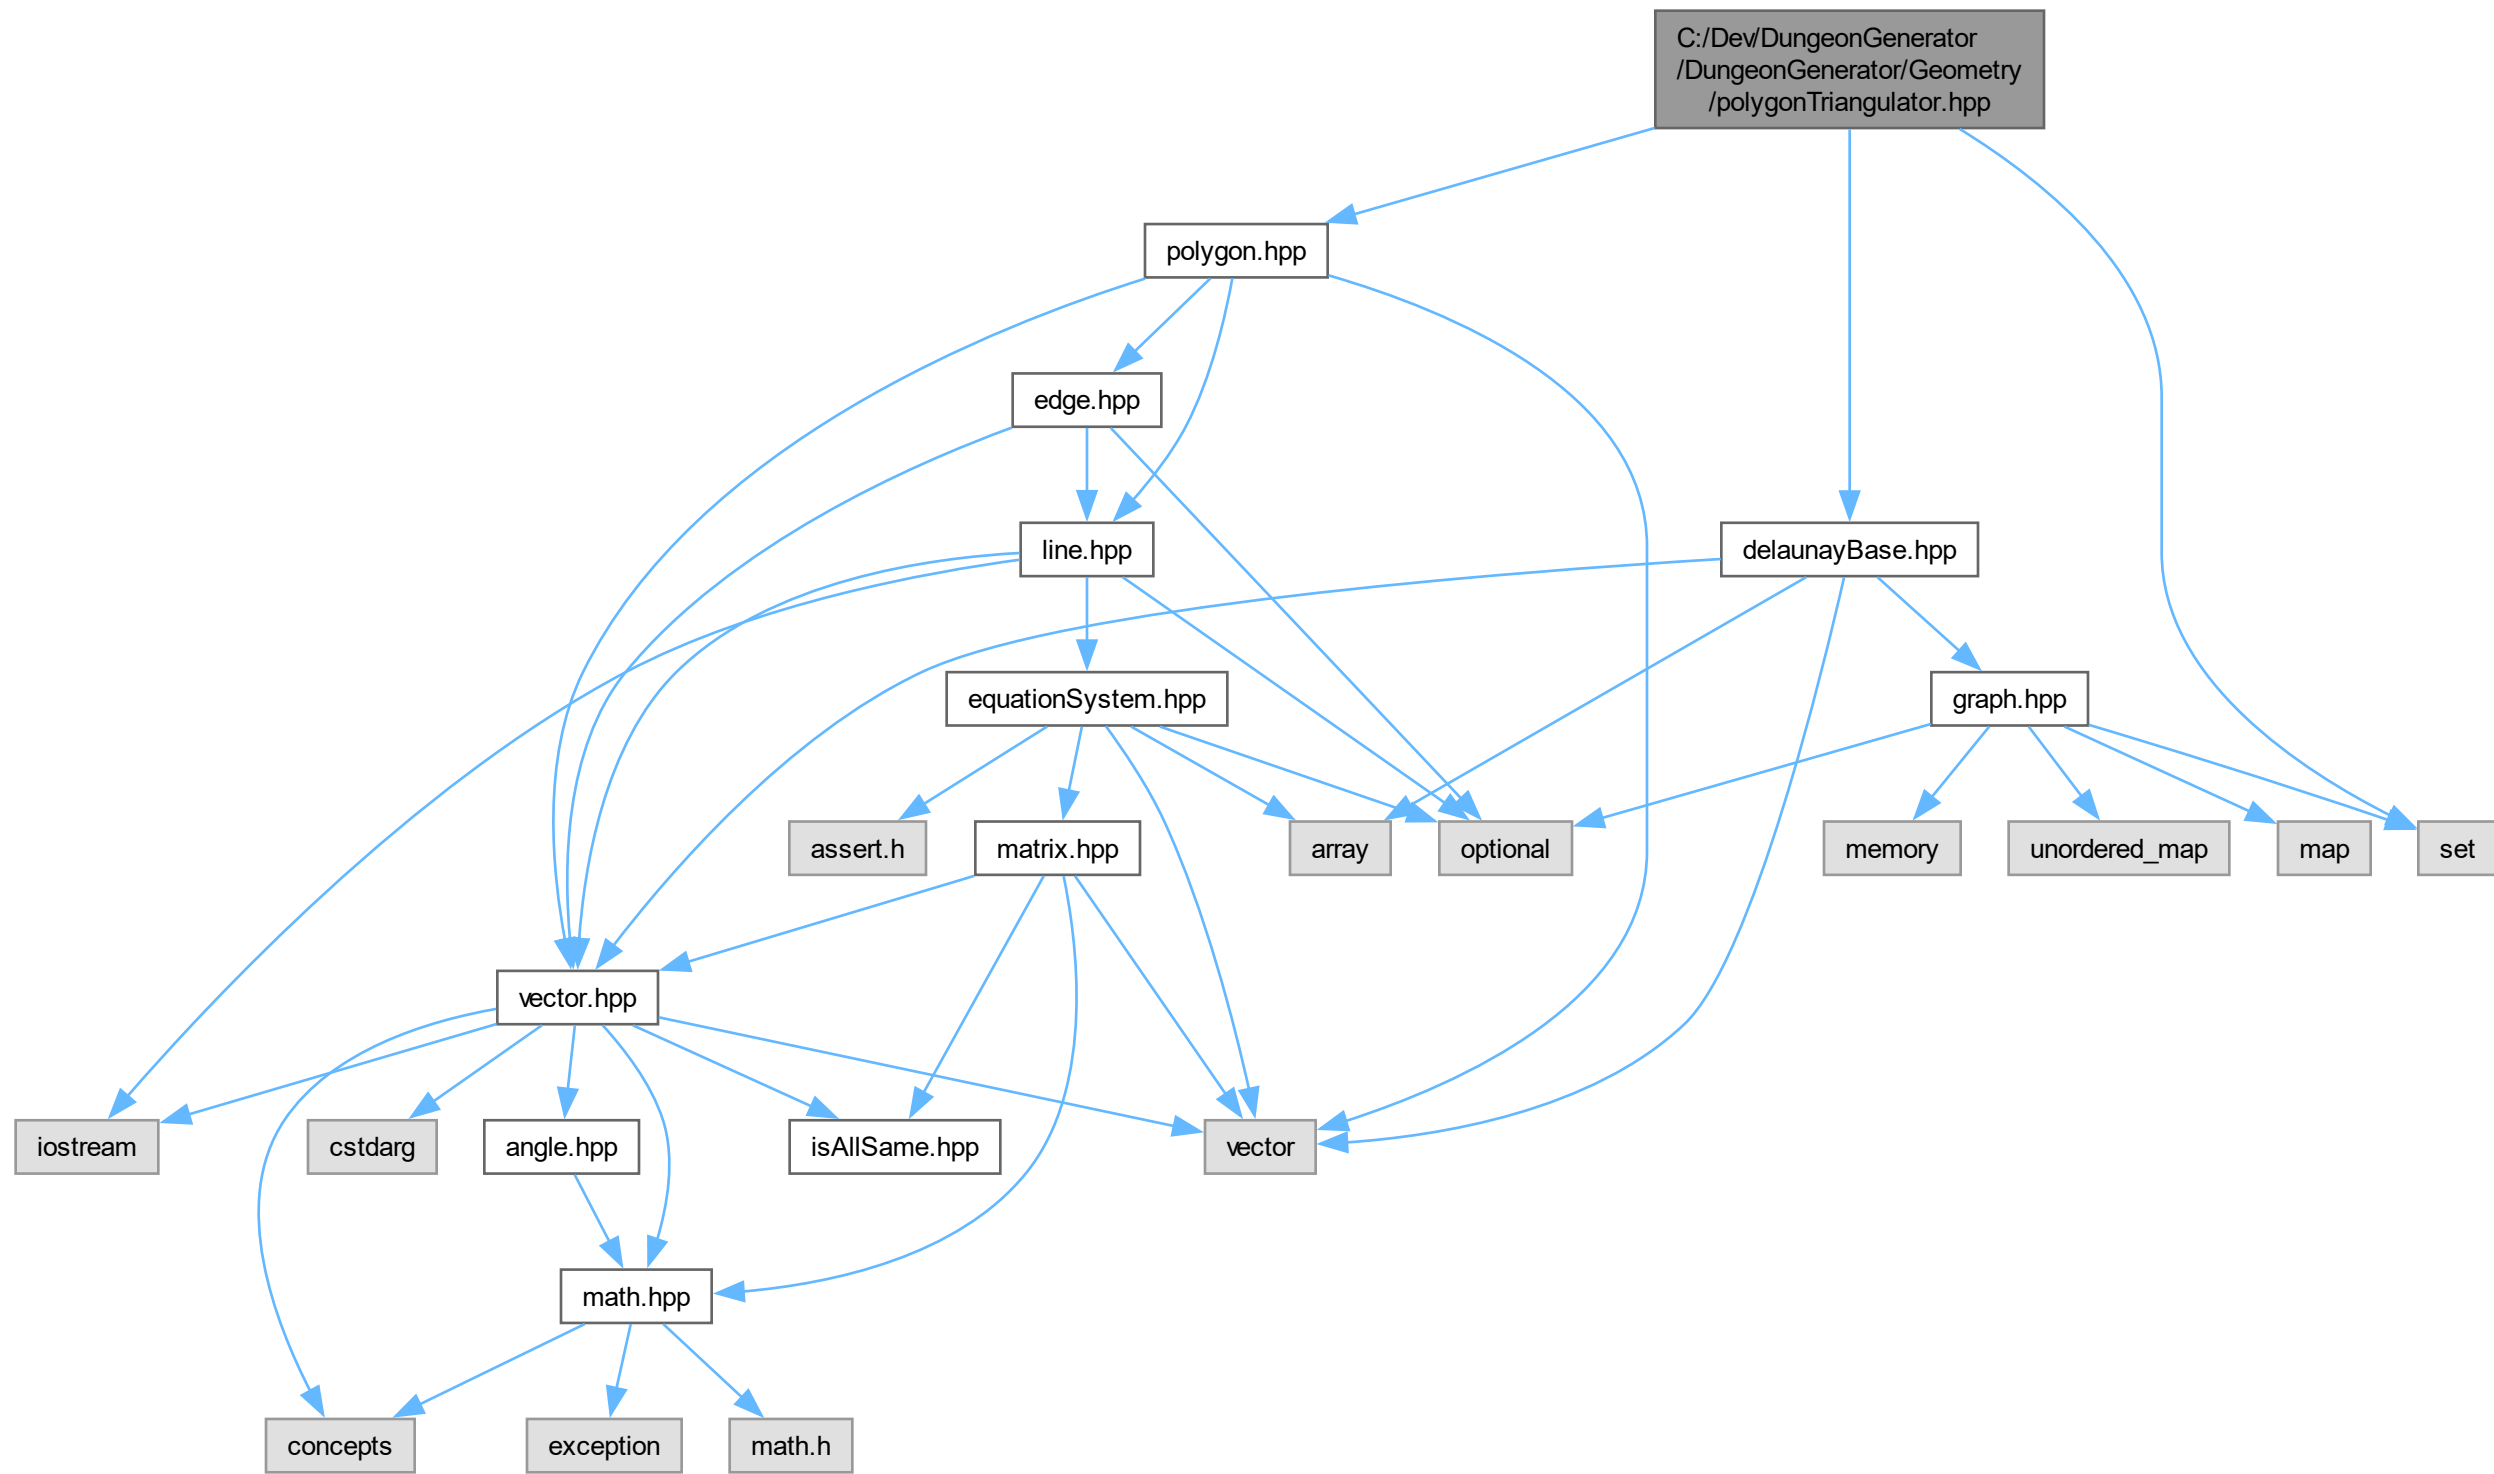 C:/Dev/DungeonGenerator
/DungeonGenerator/Geometry
/polygonTriangulator.hpp
polygon.hpp
edge.hpp
line.hpp
delaunayBase.hpp
equationSystem.hpp
graph.hpp
assert.h
matrix.hpp
array
optional
memory
unordered_map
map
set
vector.hpp
iostream
cstdarg
angle.hpp
isAllSame.hpp
vector
math.hpp
concepts
exception
math.h